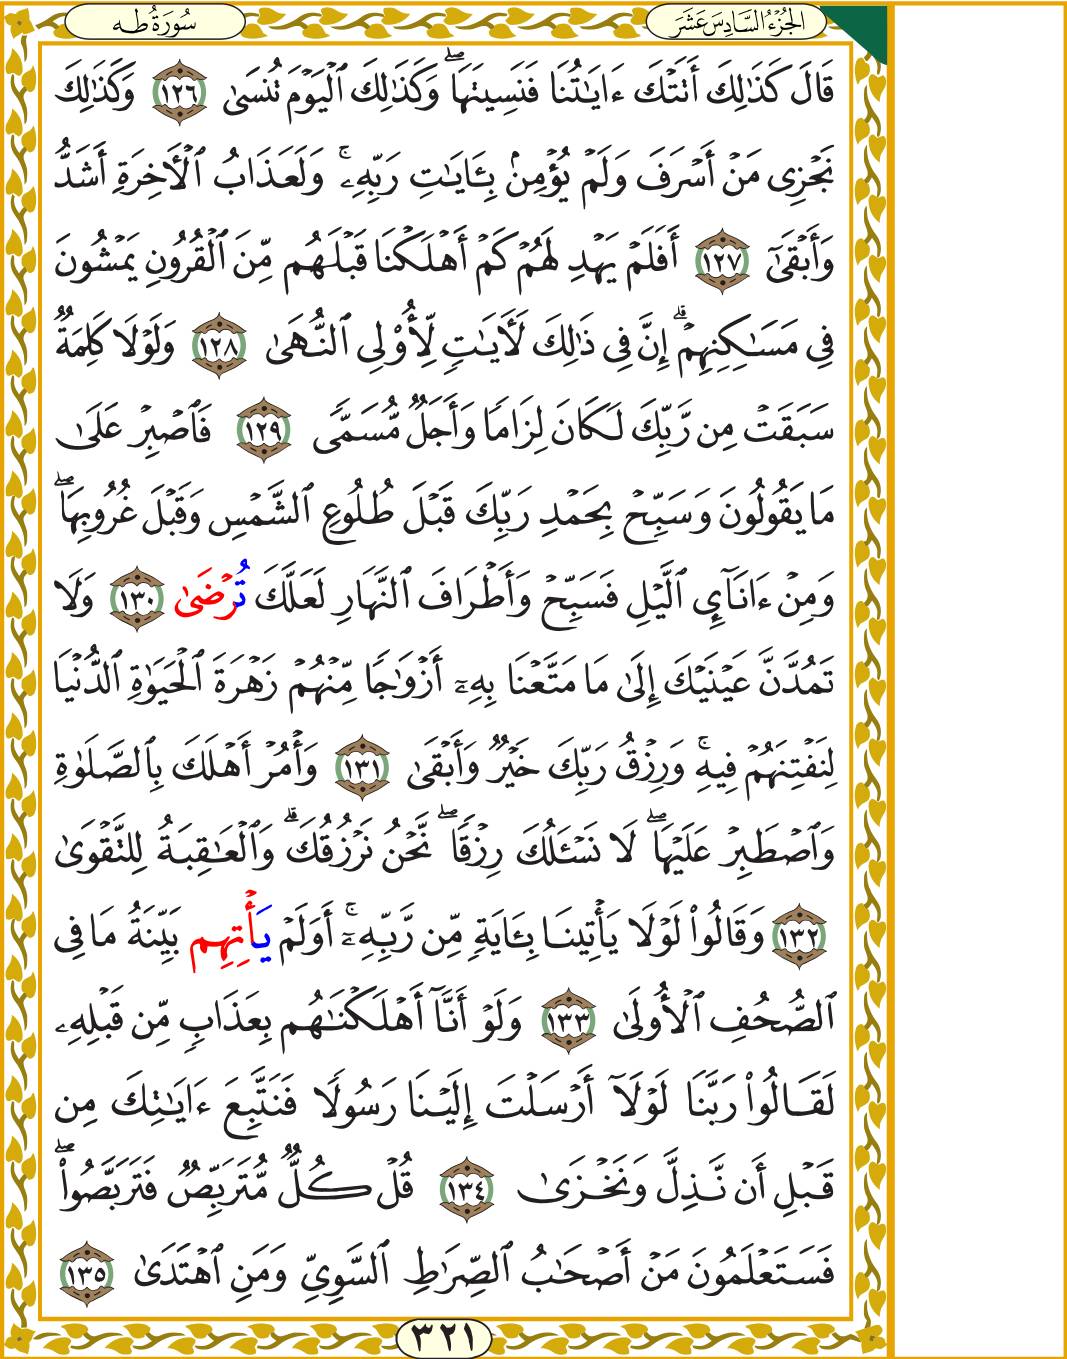 الجُزْءُ السَّادِسَ عَشَرَ
سُورَةُ طه
قَالَ كَذَٰلِكَ أَتَتْكَ ءَايَٰتُنَا فَنَسِيتَهَا ۖ وَكَذَٰلِكَ ٱلْيَوْمَ تُنسَىٰ ١٢٦ وَكَذَٰلِكَ
نَجْزِى مَنْ أَسْرَفَ وَلَمْ يُؤْمِنۢ بِـَٔايَٰتِ رَبِّهِۦ ۚ وَلَعَذَابُ ٱلْـَٔاخِرَةِ أَشَدُّ
وَأَبْقَىٰٓ ١٢٧ أَفَلَمْ يَهْدِ لَهُمْ كَمْ أَهْلَكْنَا قَبْلَهُم مِّنَ ٱلْقُرُونِ يَمْشُونَ
فِى مَسَٰكِنِهِمْ ۗ إِنَّ فِى ذَٰلِكَ لَـَٔايَٰتٍ لِّأُو۟لِى ٱلنُّهَىٰ ١٢٨ وَلَوْلَا كَلِمَةٌ
سَبَقَتْ مِن رَّبِّكَ لَكَانَ لِزَامًا وَأَجَلٌ مُّسَمًّى ١٢٩ فَٱصْبِرْ عَلَىٰ
مَا يَقُولُونَ وَسَبِّحْ بِحَمْدِ رَبِّكَ قَبْلَ طُلُوعِ ٱلشَّمْسِ وَقَبْلَ غُرُوبِهَا ۖ
وَمِنْ ءَانَآئِ ٱلَّيْلِ فَسَبِّحْ وَأَطْرَافَ ٱلنَّهَارِ لَعَلَّكَ تُرْضَىٰ ١٣٠ وَلَا
تَمُدَّنَّ عَيْنَيْكَ إِلَىٰ مَا مَتَّعْنَا بِهِۦٓ أَزْوَٰجًا مِّنْهُمْ زَهْرَةَ ٱلْحَيَوٰةِ ٱلدُّنْيَا
لِنَفْتِنَهُمْ فِيهِ ۚ وَرِزْقُ رَبِّكَ خَيْرٌ وَأَبْقَىٰ ١٣١ وَأْمُرْ أَهْلَكَ بِٱلصَّلَوٰةِ
وَٱصْطَبِرْ عَلَيْهَا ۖ لَا نَسْـَٔلُكَ رِزْقًا ۖ نَّحْنُ نَرْزُقُكَ ۗ وَٱلْعَٰقِبَةُ لِلتَّقْوَىٰ
١٣٢ وَقَالُوا۟ لَوْلَا يَأْتِينَا بِـَٔايَةٍ مِّن رَّبِّهِۦٓ ۚ أَوَلَمْ يَأْتِهِم بَيِّنَةُ مَا فِى
ٱلصُّحُفِ ٱلْأُولَىٰ ١٣٣ وَلَوْ أَنَّآ أَهْلَكْنَٰهُم بِعَذَابٍ مِّن قَبْلِهِۦ
لَقَالُوا۟ رَبَّنَا لَوْلَآ أَرْسَلْتَ إِلَيْنَا رَسُولًا فَنَتَّبِعَ ءَايَٰتِكَ مِن
قَبْلِ أَن نَّذِلَّ وَنَخْزَىٰ ١٣٤ قُلْ كُلٌّ مُّتَرَبِّصٌ فَتَرَبَّصُوا۟ ۖ
فَسَتَعْلَمُونَ مَنْ أَصْحَٰبُ ٱلصِّرَٰطِ ٱلسَّوِىِّ وَمَنِ ٱهْتَدَىٰ ١٣٥
٣٢١